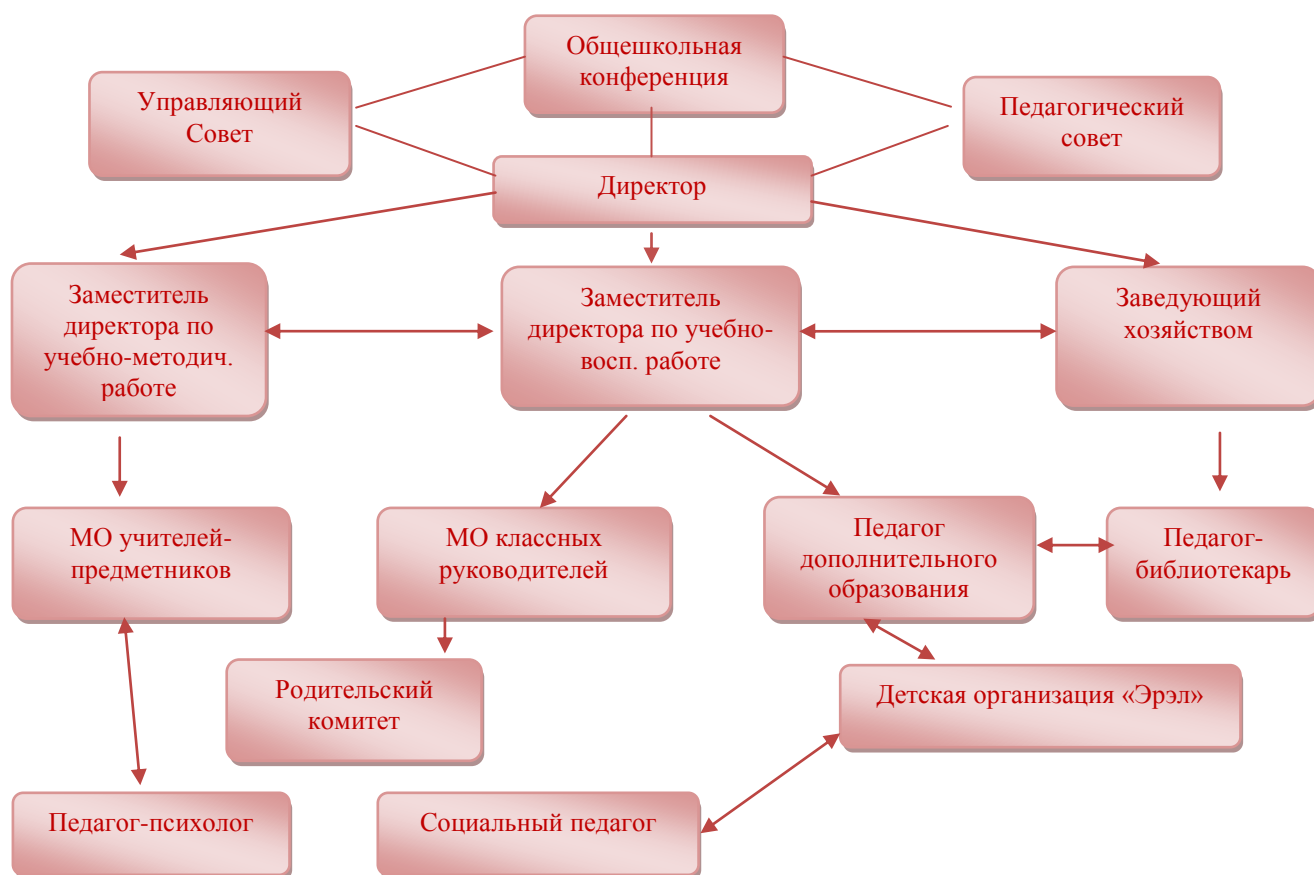 Общешкольная
конференция
Управляющий
Совет
Педагогический
совет
Директор
Заместитель
директора по
учебно-методич.
работе
Заместитель
директора по учебно-
восп. работе
Заведующий
хозяйством
МО учителей-
предметников
МО классных
руководителей
Педагог
дополнительного
образования
Педагог-
библиотекарь
Родительский
комитет
Детская организация «Эрэл»
Педагог-психолог
Социальный педагог